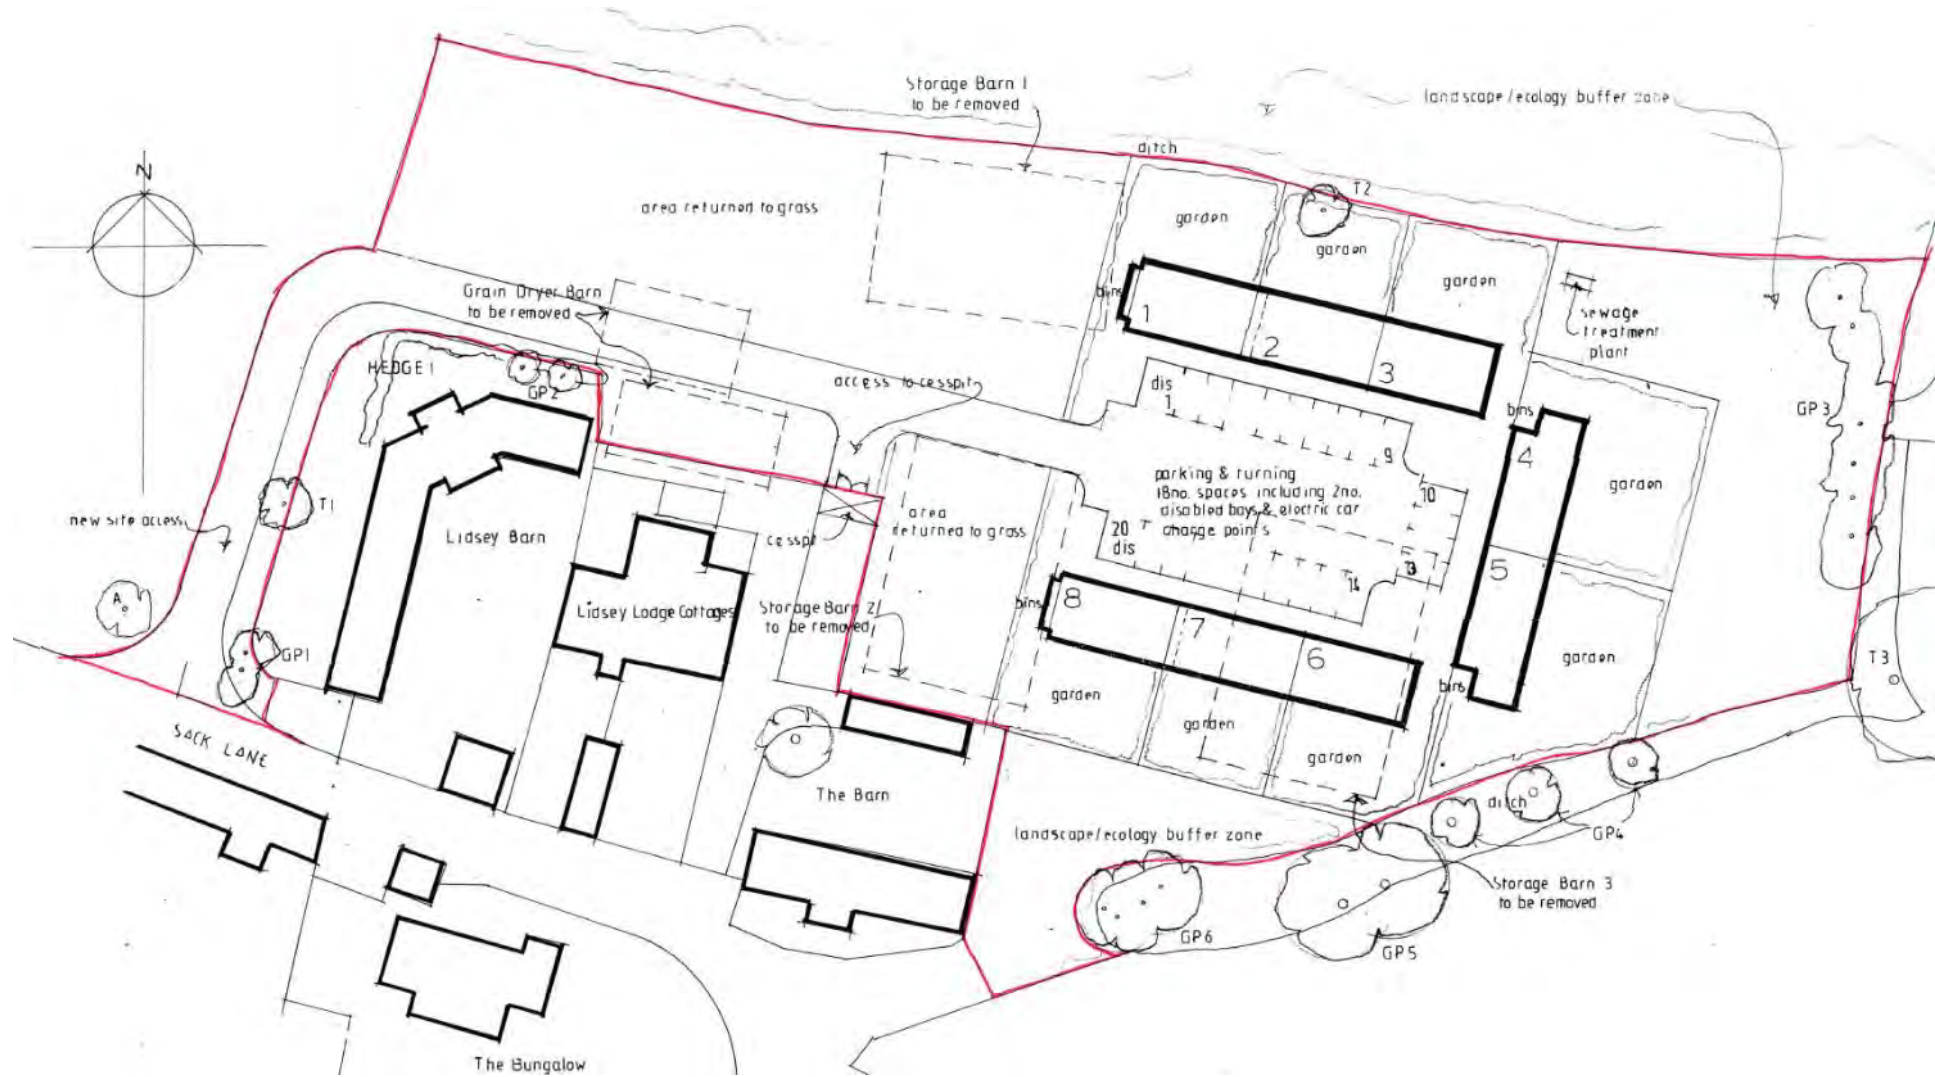 Storage Barn 1
to be removed
landscape/ecology buffer zone
ditch
N
T2
area returned to grass
garden
garden
garden
Grain Dryer Barn
to be removed
bins
1
2
3
sewage
treatment
plant
HEDGE 1
GP2
access to cesspit
dis
1
9
10
bins
4
GP3
parking & turning
18no. spaces including 2no.
disabled bays & electric car
charge points
garden
T1
new site access
Lidsey Barn
cesspit
area
returned to grass
20
dis
13
14
5
A
Lidsey Lodge Cottages
Storage Barn 2
to be removed
bins
8
7
6
garden
T3
GP1
bins
garden
garden
garden
SACK LANE
The Barn
ditch
GP4
landscape/ecology buffer zone
Storage Barn 3
to be removed
GP6
GP5
The Bungalow